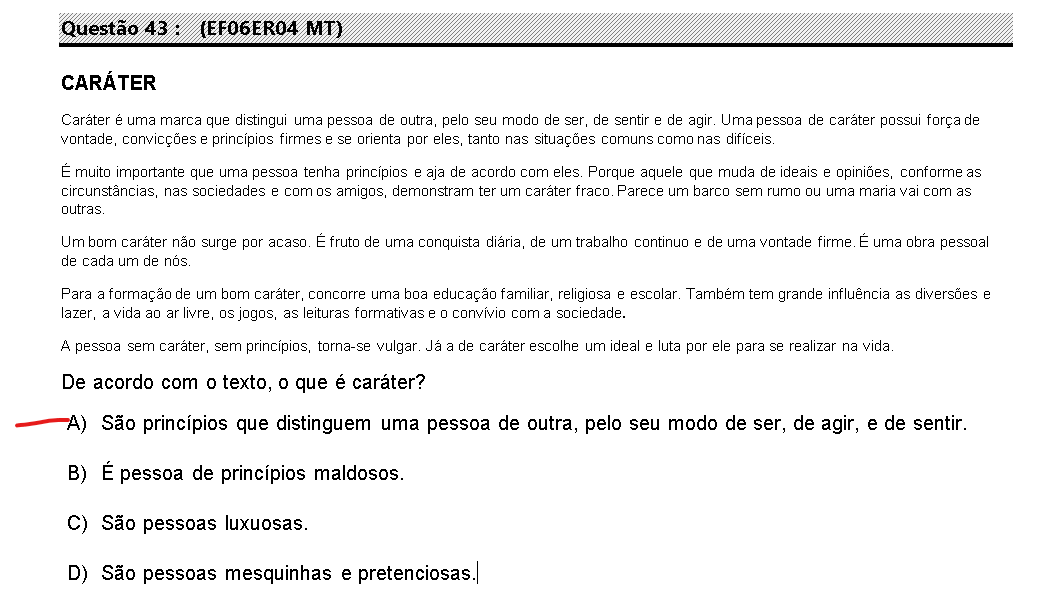 Questão 43 : (EF06ER04 MT)
CARÁTER
Caráter é uma marca que distingui uma pessoa de outra, pelo seu modo de ser, de sentir e de agir. Uma pessoa de caráter possui força de
vontade, convicções e princípios firmes e se orienta por eles, tanto nas situações comuns como nas difíceis.
É muito importante que uma pessoa tenha princípios e aja de acordo com eles. Porque aquele que muda de ideais e opiniões, conforme as
circunstâncias, nas sociedades e com os amigos, demonstram ter um caráter fraco. Parece um barco sem rumo ou uma maria vai com as
outras.
Um bom caráter não surge por acaso. É fruto de uma conquista diária, de um trabalho continuo e de uma vontade firme. É uma obra pessoal
de cada um de nós.
Para a formação de um bom caráter, concorre uma boa educação familiar, religiosa e escolar. Também tem grande influência as diversões e
lazer, a vida ao ar livre, os jogos, as leituras formativas e o convívio com a sociedade.
A pessoa sem caráter, sem princípios, torna-se vulgar. Já a de caráter escolhe um ideal e luta por ele para se realizar na vida.
De acordo com o texto, o que é caráter?
A) São princípios que distinguem uma pessoa de outra, pelo seu modo de ser, de agir, e de sentir.
B) É pessoa de princípios maldosos.
C) São pessoas luxuosas.
D) São pessoas mesquinhas e pretenciosas.